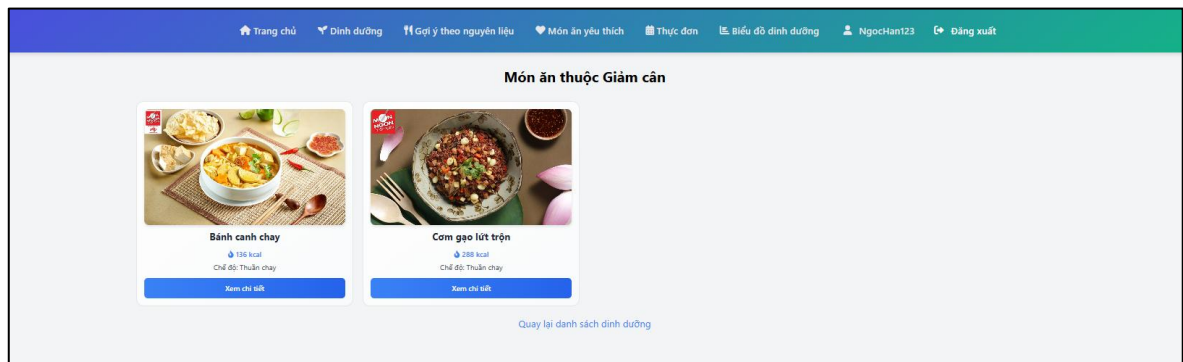 Trang chủ Dinh dưỡng Gợi ý theo nguyên liệu Món ăn yêu thích Thực đơn Biểu đồ dinh dưỡng NgocHan123 Đăng xuất
Món ăn thuộc Giảm cân
MÓN NGON
Bánh canh chay
136 kcal
Chế độ: Thuần chay
Xem chi tiết
Cơm gạo lứt trộn
288 kcal
Chế độ: Thuần chay
Xem chi tiết
Quay lại danh sách dinh dưỡng